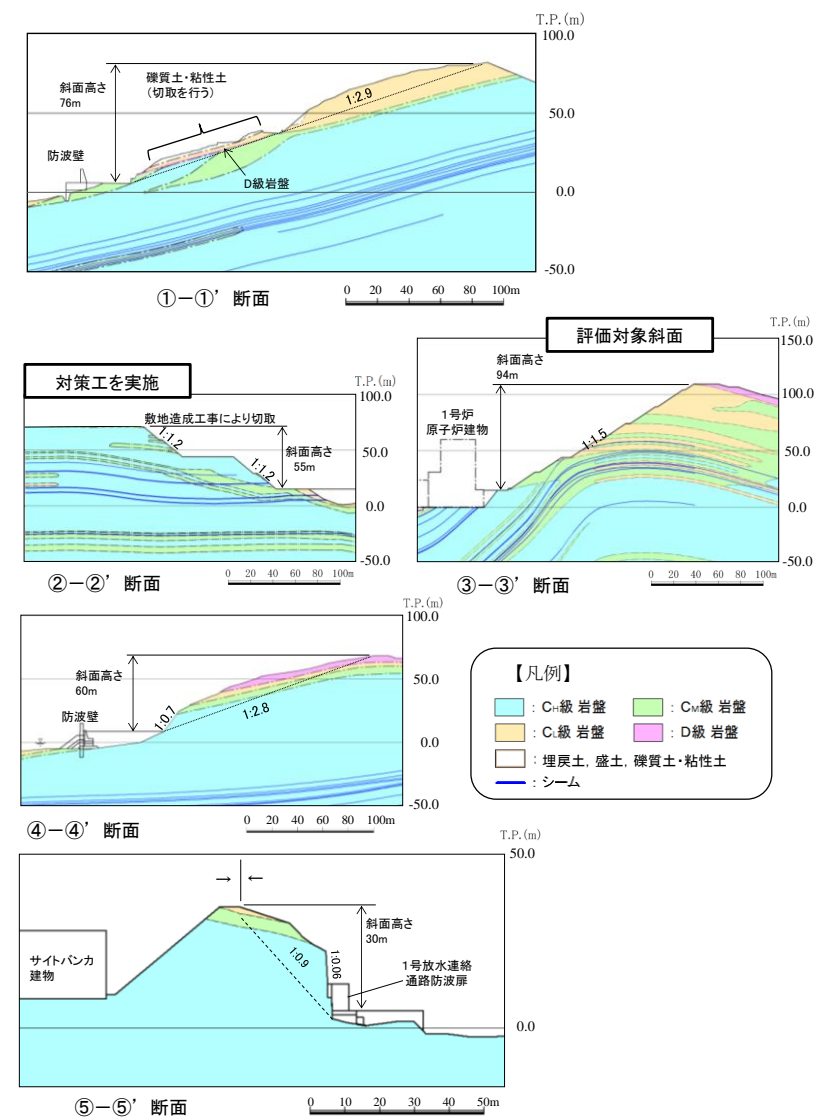 T.P.(m)
100.0
50.0
0.0
-50.0
斜面高さ
76m
礫質土・粘性土
(切取を行う)
1:2.9
防波壁
D級岩盤
①－①’ 断面
0 20 40 60 80 100m
対策工を実施
T.P.(m)
100.0
50.0
0.0
-50.0
敷地造成工事により切取
1:1.2
1:1.2
斜面高さ
55m
②－②’ 断面
0 20 40 60 80 100m
評価対象斜面
T.P.(m)
150.0
100.0
50.0
0.0
-50.0
斜面高さ
94m
1号炉
原子炉建物
1:1.5
③－③’ 断面
0 20 40 60 80 100m
T.P.(m)
100.0
50.0
0.0
-50.0
斜面高さ
60m
防波壁
1:0.7
1:2.8
④－④’ 断面
0 20 40 60 80 100m
【凡例】
：CH級 岩盤 ：CM級 岩盤
：CL級 岩盤 ：D級 岩盤
：埋戻土，盛土，礫質土・粘性土
：シーム
T.P.(m)
50.0
0.0
→ ←
斜面高さ
30m
サイトバンカ
建物
1:0.9
1:0.06
1号放水連絡
通路防波扉
⑤－⑤’ 断面
0 10 20 30 40 50m